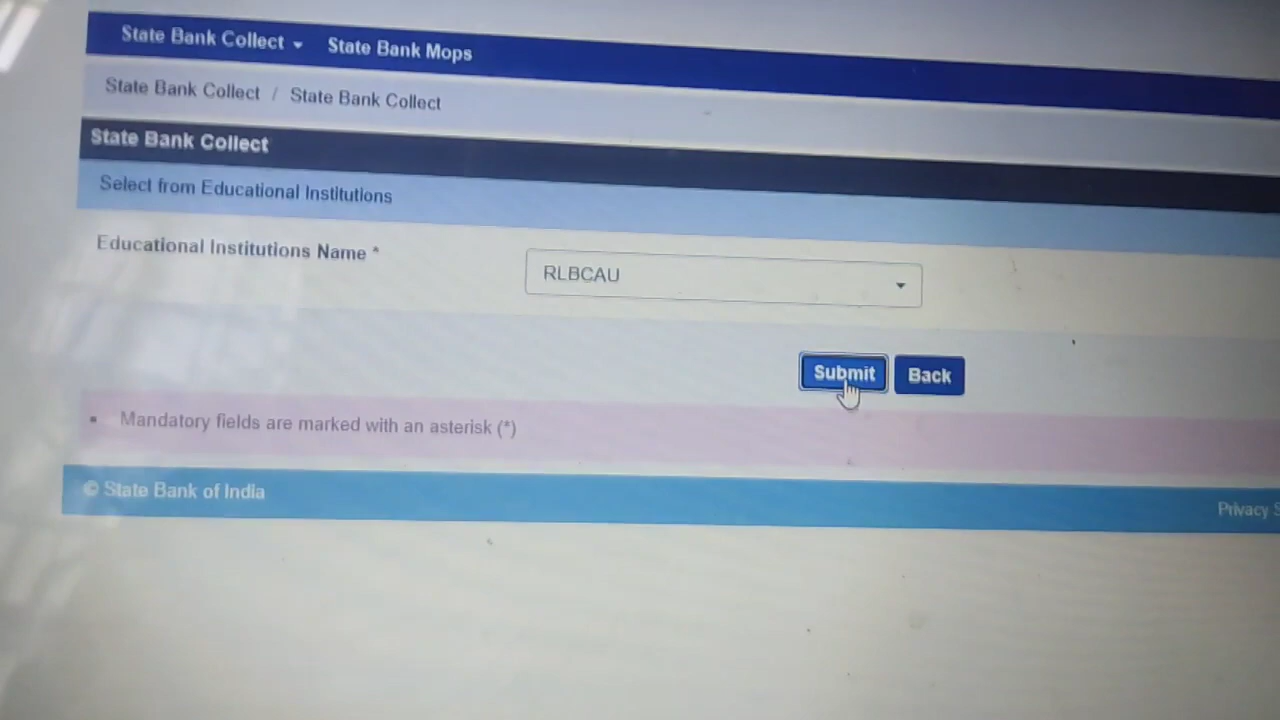 State Bank Collect State Bank Mops
State Bank Collect / State Bank Collect
State Bank Collect
Select from Educational Institutions
Educational Institutions Name *
RLBCAU
Submit Back
Mandatory fields are marked with an asterisk (*)
© State Bank of India
Privacy S